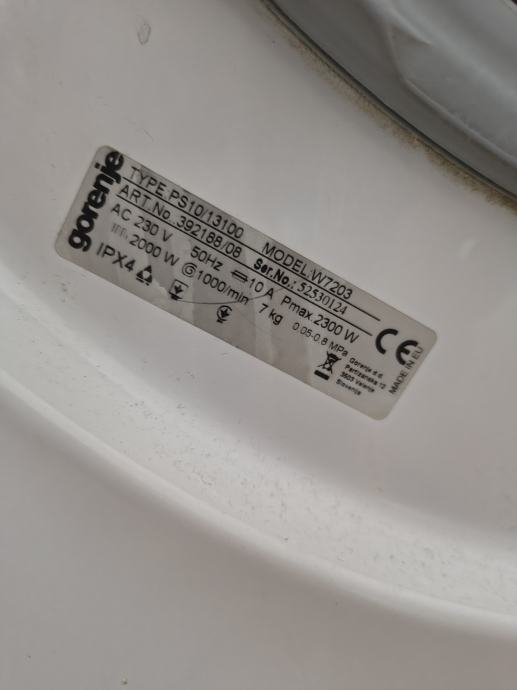 gorenje
TYPE PS10/13100 MODEL:W7203
ART.No. 392188/08 Ser.No.: 52530124
AC 230 V 50Hz 10 A Pmax.2300 W
2000 W 1000/min 7 kg 0.05-0.8 MPa
IPX4
CE
MADE IN EU
Gorenje d.d.
Partizanska 12
3503 Velenje
Slovenija